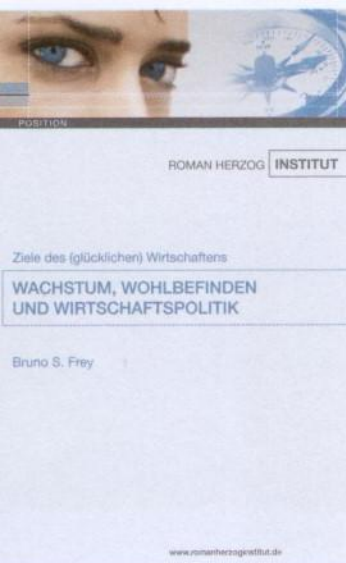 POSITION
ROMAN HERZOG INSTITUT
Ziele des (glücklichen) Wirtschaftens
WACHSTUM, WOHLBEFINDEN
UND WIRTSCHAFTSPOLITIK
Bruno S. Frey
www.romanherzoginstitut.de